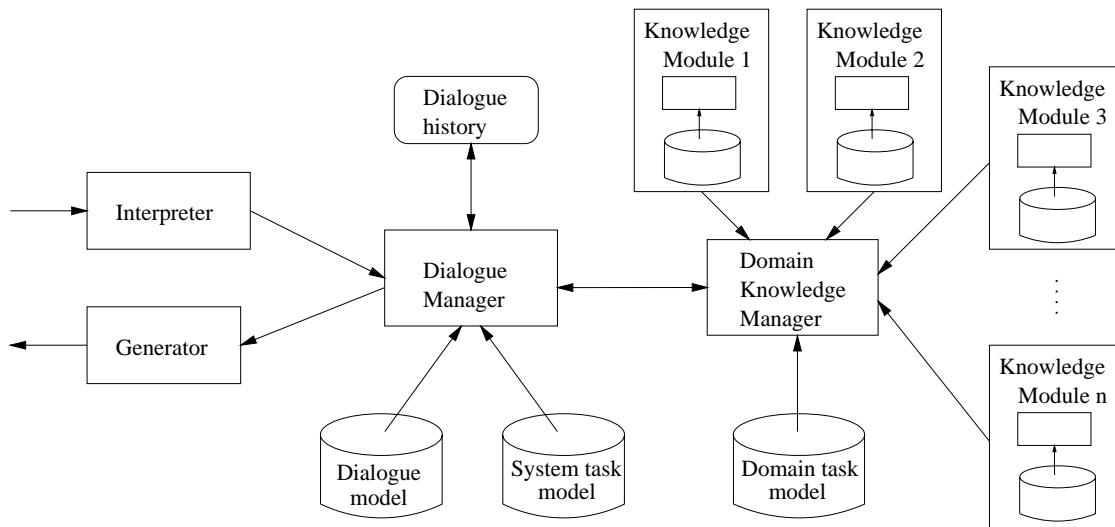 Knowledge
Module 1
Knowledge
Module 2
Knowledge
Module 3
Dialogue
history
Interpreter
Dialogue
Manager
Domain
Knowledge
Manager
Generator
Knowledge
Module n
Dialogue
model
System task
model
Domain task
model